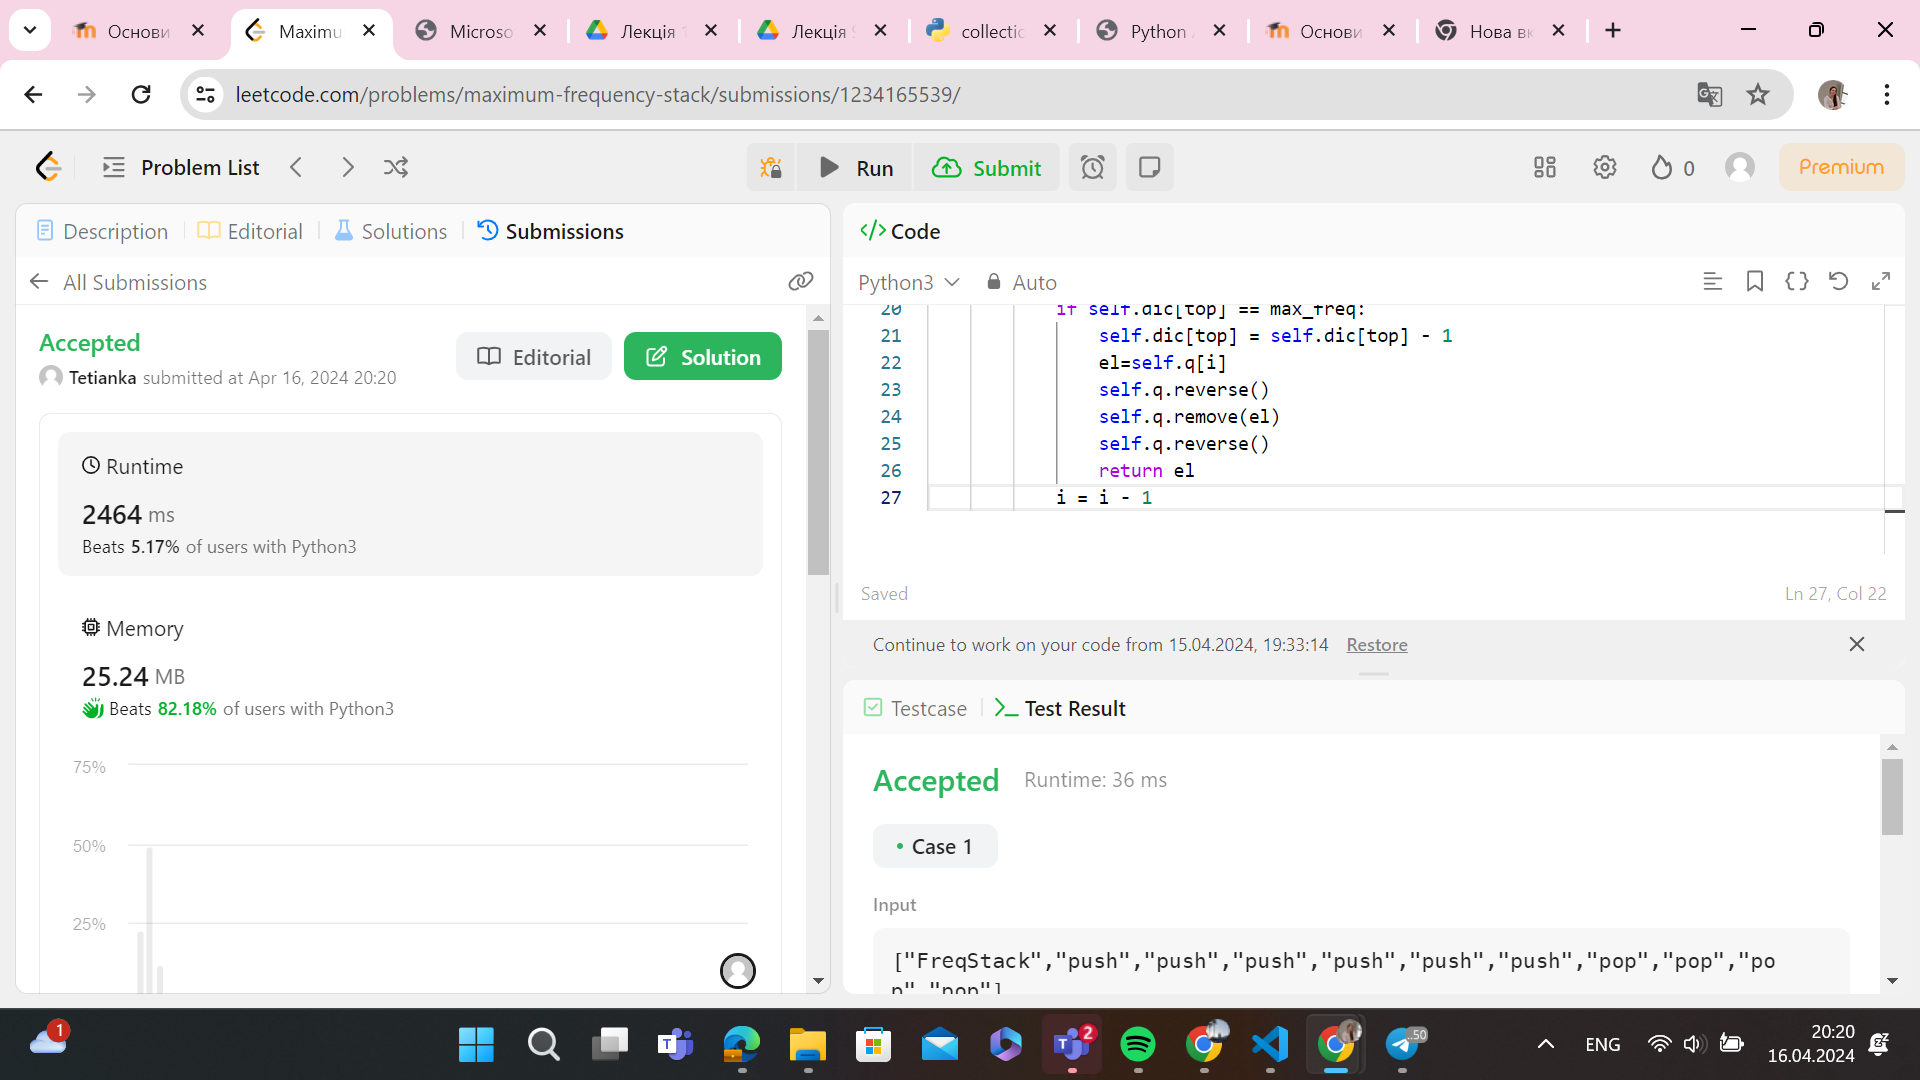 Основи
Maximu
Microso
Лекція 1
Лекція 9
collectio
Python
Основи
Нова вк
leetcode.com/problems/maximum-frequency-stack/submissions/1234165539/
Problem List
Run
Submit
0
Premium
Description
Editorial
Solutions
Submissions
All Submissions
Accepted
Tetianka submitted at Apr 16, 2024 20:20
Editorial
Solution
Runtime
2464 ms
Beats 5.17% of users with Python3
Memory
25.24 MB
Beats 82.18% of users with Python3
75%
50%
25%
Code
Python3
Auto
20 if self.dic[top] == max_freq:
21 self.dic[top] = self.dic[top] - 1
22 el=self.q[i]
23 self.q.reverse()
24 self.q.remove(el)
25 self.q.reverse()
26 return el
27 i = i - 1
Saved
Ln 27, Col 22
Continue to work on your code from 15.04.2024, 19:33:14 Restore
Testcase
Test Result
Accepted
Runtime: 36 ms
Case 1
Input
["FreqStack","push","push","push","push","push","push","pop","pop","po
p","pop"]
1
2
50
ENG
20:20
16.04.2024